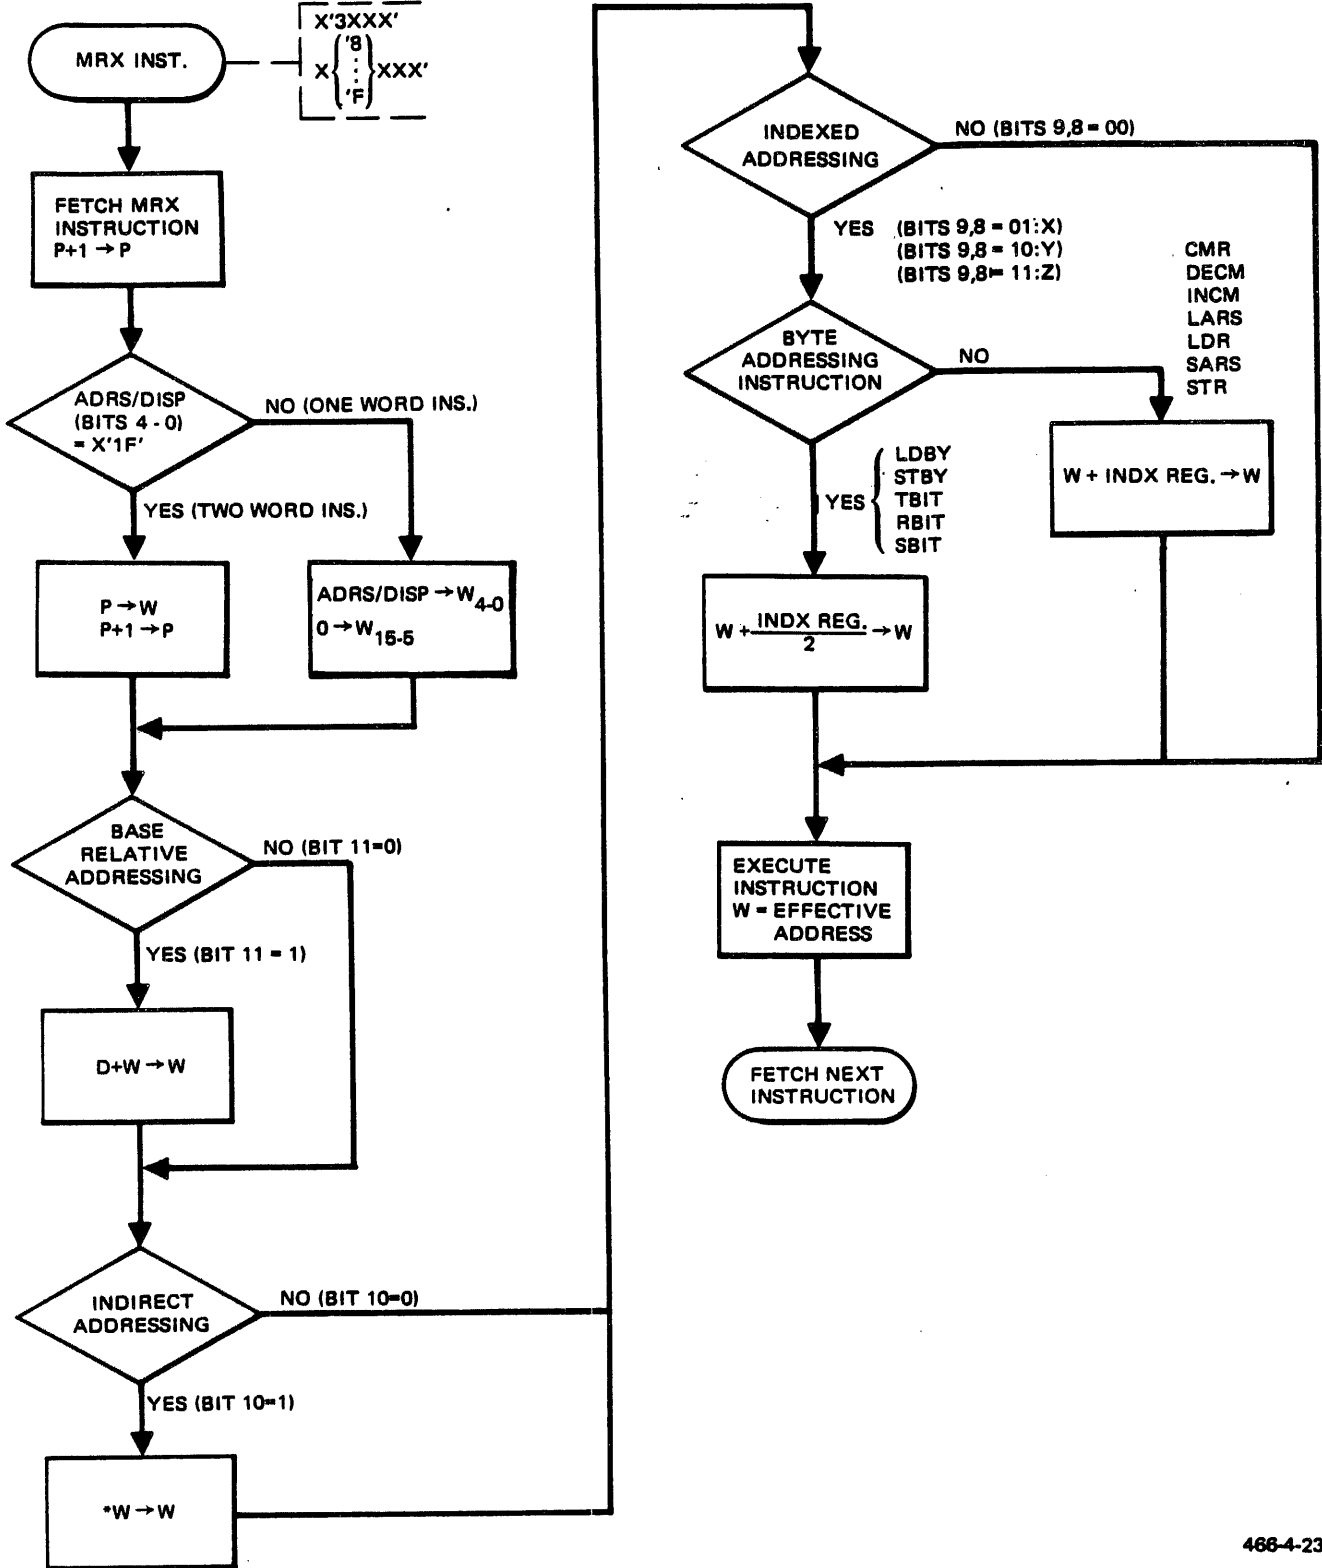 MRX INST.
X'3XXX'
'8
X XXX'
'F
FETCH MRX
INSTRUCTION
P+1 → P
ADRS/DISP
(BITS 4 - 0)
= X'1F'
NO (ONE WORD INS.)
YES (TWO WORD INS.)
P → W
P+1 → P
ADRS/DISP → W4-0
0 → W15-5
BASE
RELATIVE
ADDRESSING
NO (BIT 11=0)
YES (BIT 11 = 1)
D+W → W
INDIRECT
ADDRESSING
NO (BIT 10=0)
YES (BIT 10=1)
*W → W
INDEXED
ADDRESSING
NO (BITS 9,8 = 00)
YES (BITS 9,8 = 01:X)
(BITS 9,8 = 10:Y)
(BITS 9,8= 11:Z)
BYTE
ADDRESSING
INSTRUCTION
NO
CMR
DECM
INCM
LARS
LDR
SARS
STR
W + INDX REG. → W
YES
LDBY
STBY
TBIT
RBIT
SBIT
W + INDX REG. → W
2
EXECUTE
INSTRUCTION
W = EFFECTIVE
ADDRESS
FETCH NEXT
INSTRUCTION
466-4-23